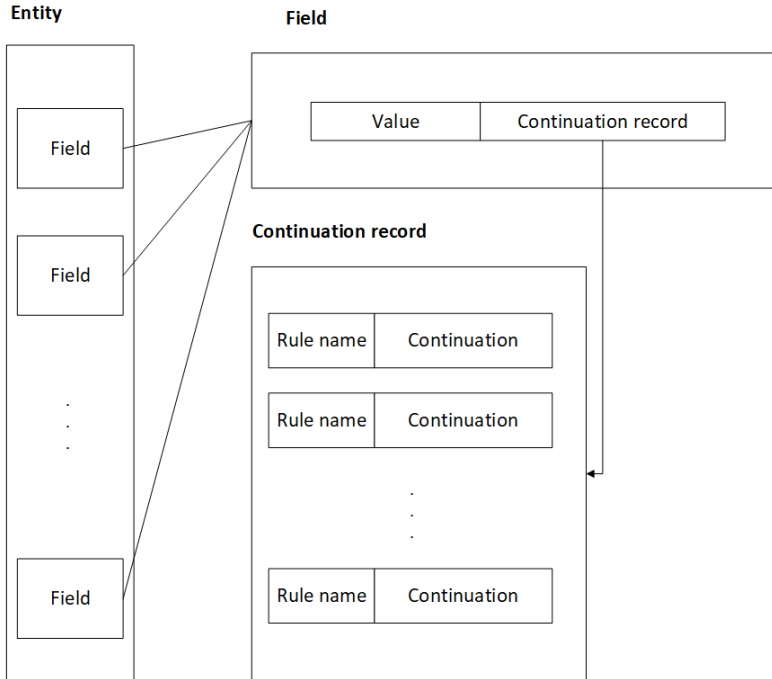 Entity
Field
Field
Field
Field
Value
Continuation record
Continuation record
Rule name
Continuation
Rule name
Continuation
Rule name
Continuation